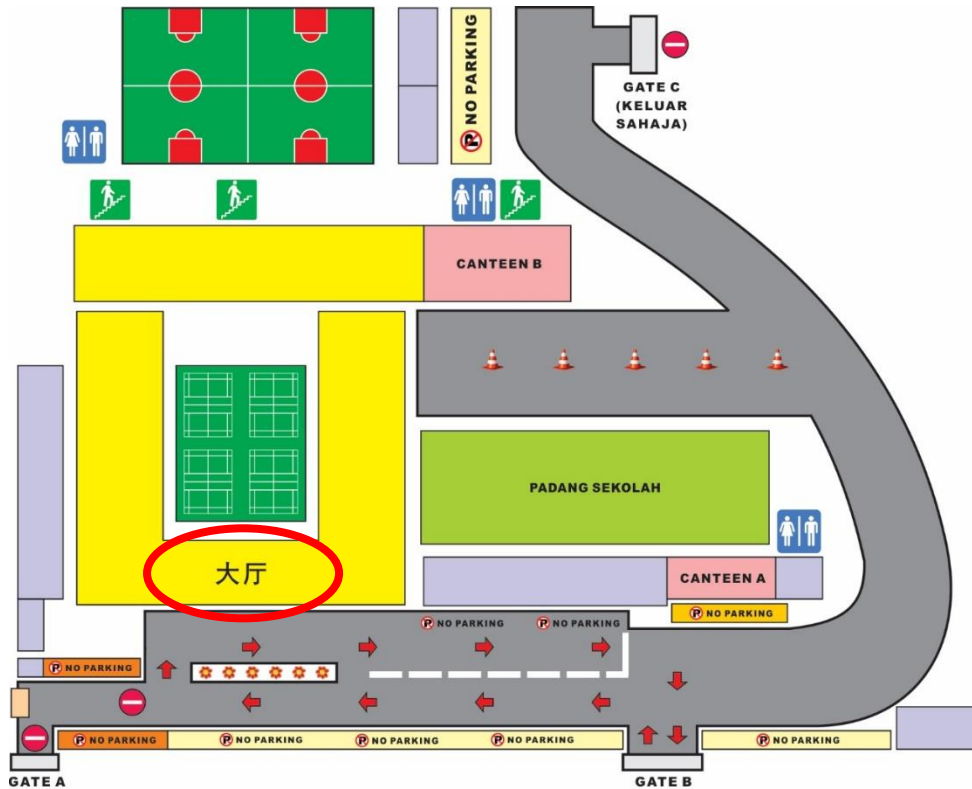 NO PARKING
GATE C
(KELUAR
SAHAJA)
CANTEEN B
PADANG SEKOLAH
大厅
CANTEEN A
NO PARKING
NO PARKING
NO PARKING
NO PARKING
NO PARKING
NO PARKING
NO PARKING
NO PARKING
NO PARKING
GATE A
GATE B